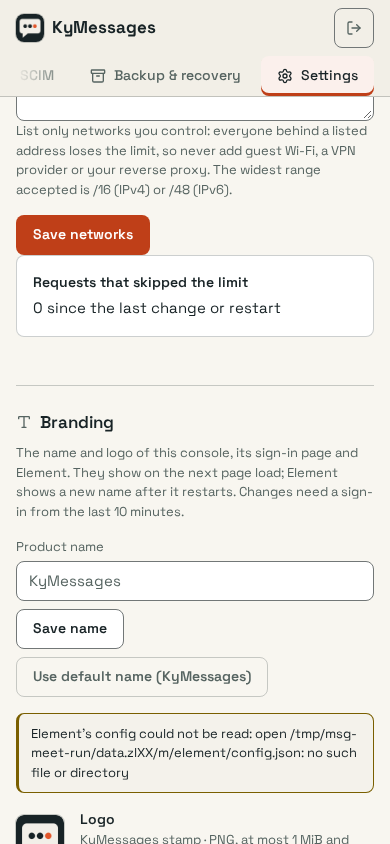 KyMessages
SCIM
Backup & recovery
Settings
List only networks you control: everyone behind a listed
address loses the limit, so never add guest Wi-Fi, a VPN
provider or your reverse proxy. The widest range
accepted is /16 (IPv4) or /48 (IPv6).
Save networks
Requests that skipped the limit
0 since the last change or restart
Branding
The name and logo of this console, its sign-in page and
Element. They show on the next page load; Element
shows a new name after it restarts. Changes need a sign-
in from the last 10 minutes.
Product name
KyMessages
Save name
Use default name (KyMessages)
Element's config could not be read: open /tmp/msg-
meet-run/data.zlXX/m/element/config.json: no such
file or directory
Logo
KyMessages stamp · PNG, at most 1 MiB and